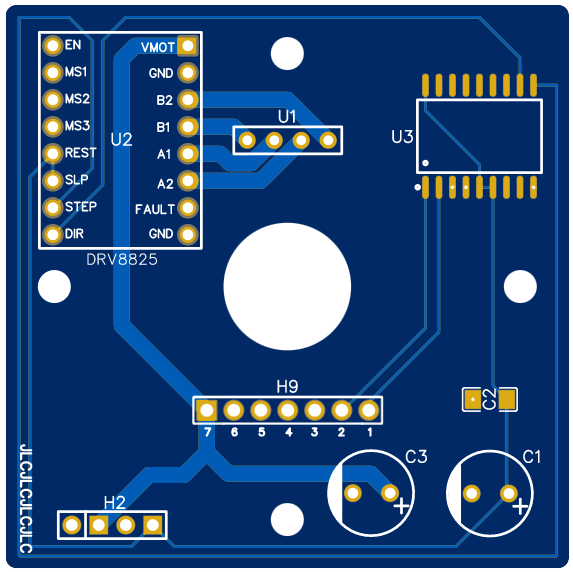 EN
VMOT
MS1
GND
MS2
B2
MS3
B1
U2
REST
A1
SLP
A2
STEP
FAULT
DIR
GND
DRV8825
U1
U3
H9
7 6 5 4 3 2 1
C2
C3
C1
+
+
H2
JLCJLCJLCJLC